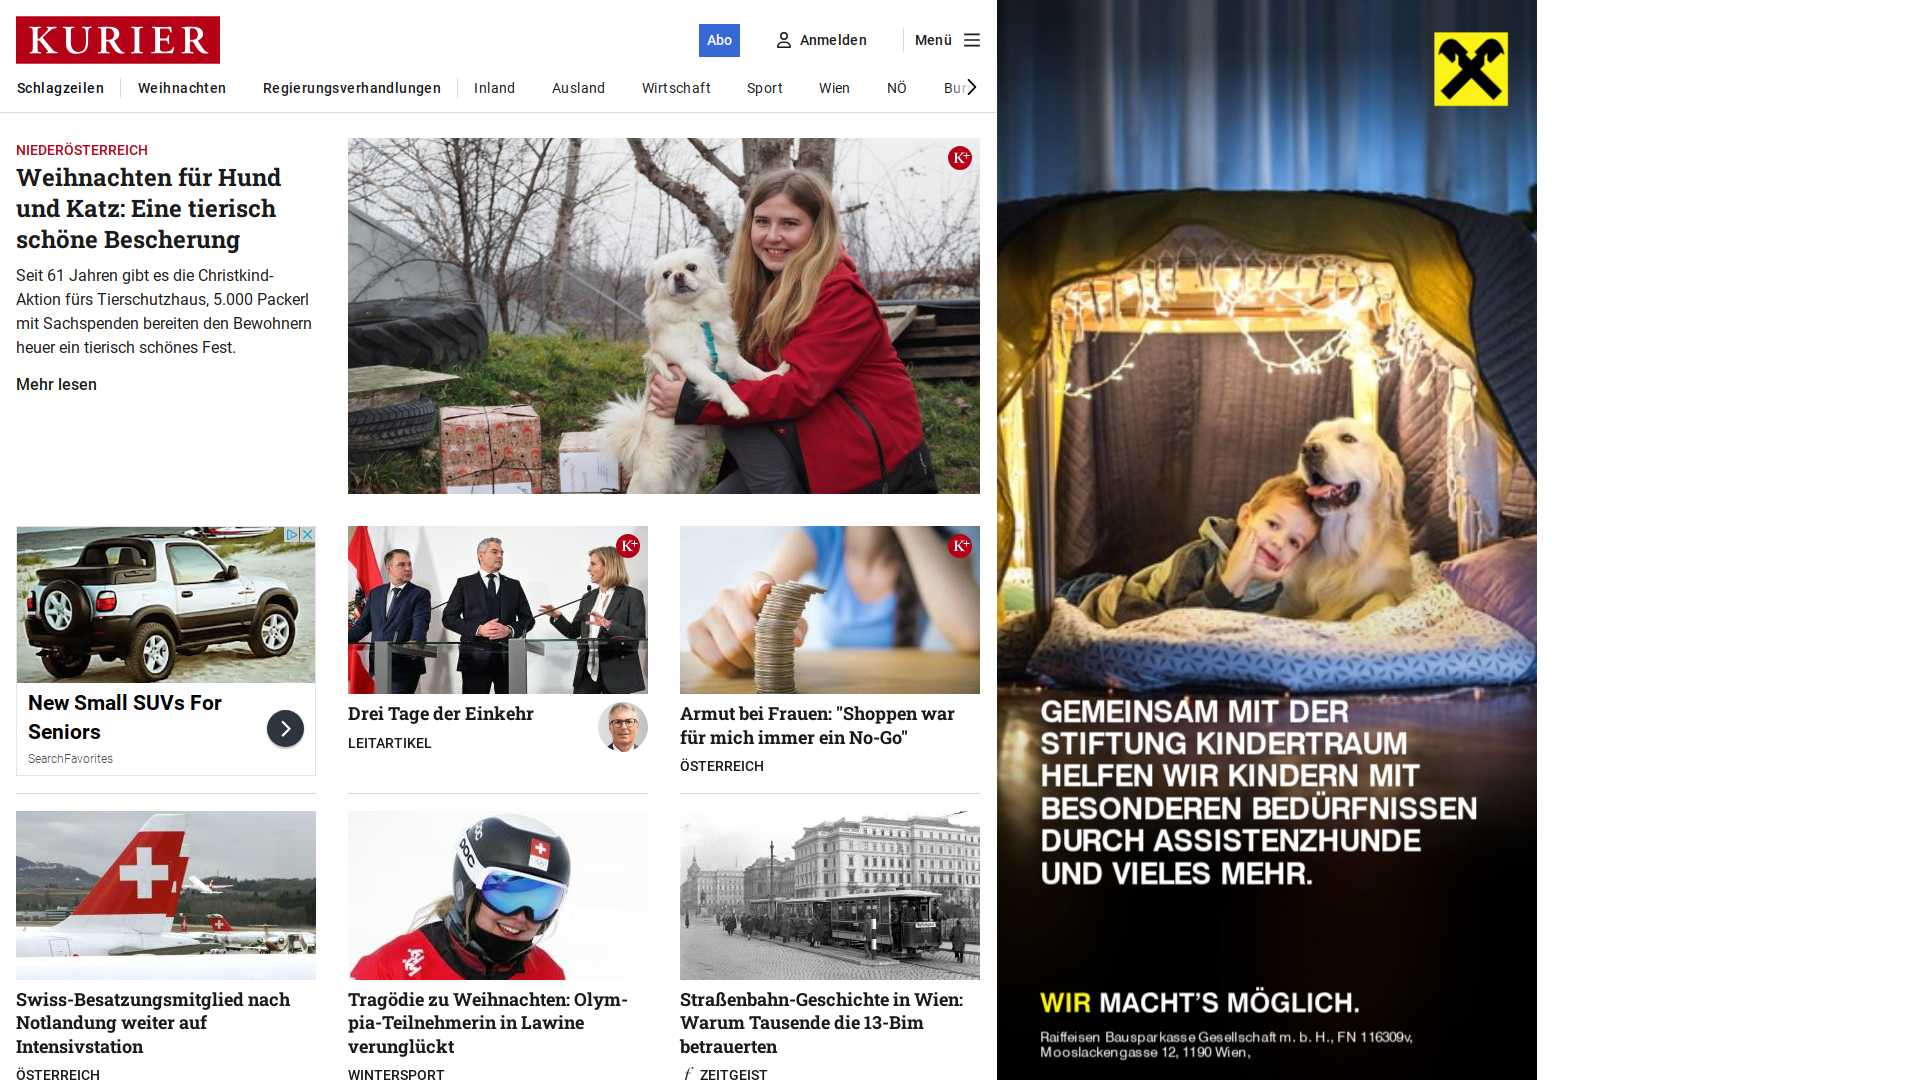 KURIER
Abo
Anmelden
Menü
Schlagzeilen
Weihnachten
Regierungsverhandlungen
Inland
Ausland
Wirtschaft
Sport
Wien
NÖ
NIEDERÖSTERREICH
Weihnachten für Hund
und Katz: Eine tierisch
schöne Bescherung
Seit 61 Jahren gibt es die Christkind-
Aktion fürs Tierschutzhaus, 5.000 Packerl
mit Sachspenden bereiten den Bewohnern
heuer ein tierisch schönes Fest.
Mehr lesen
K+
New Small SUVs For
Seniors
SearchFavorites
K+
Drei Tage der Einkehr
LEITARTIKEL
K+
Armut bei Frauen: "Shoppen war
für mich immer ein No-Go"
ÖSTERREICH
Swiss-Besatzungsmitglied nach
Notlandung weiter auf
Intensivstation
ÖSTERREICH
POC
Tragödie zu Weihnachten: Olym-
pia-Teilnehmerin in Lawine
verunglückt
WINTERSPORT
Straßenbahn-Geschichte in Wien:
Warum Tausende die 13-Bim
betrauerten
f ZEITGEIST
GEMEINSAM MIT DER
STIFTUNG KINDERTRAUM
HELFEN WIR KINDERN MIT
BESONDEREN BEDÜRFNISSEN
DURCH ASSISTENZHUNDE
UND VIELES MEHR.
WIR MACHT'S MÖGLICH.
Raiffeisen Bausparkasse Gesellschaft m. b. H., FN 116309v,
Mooslackengasse 12, 1190 Wien,